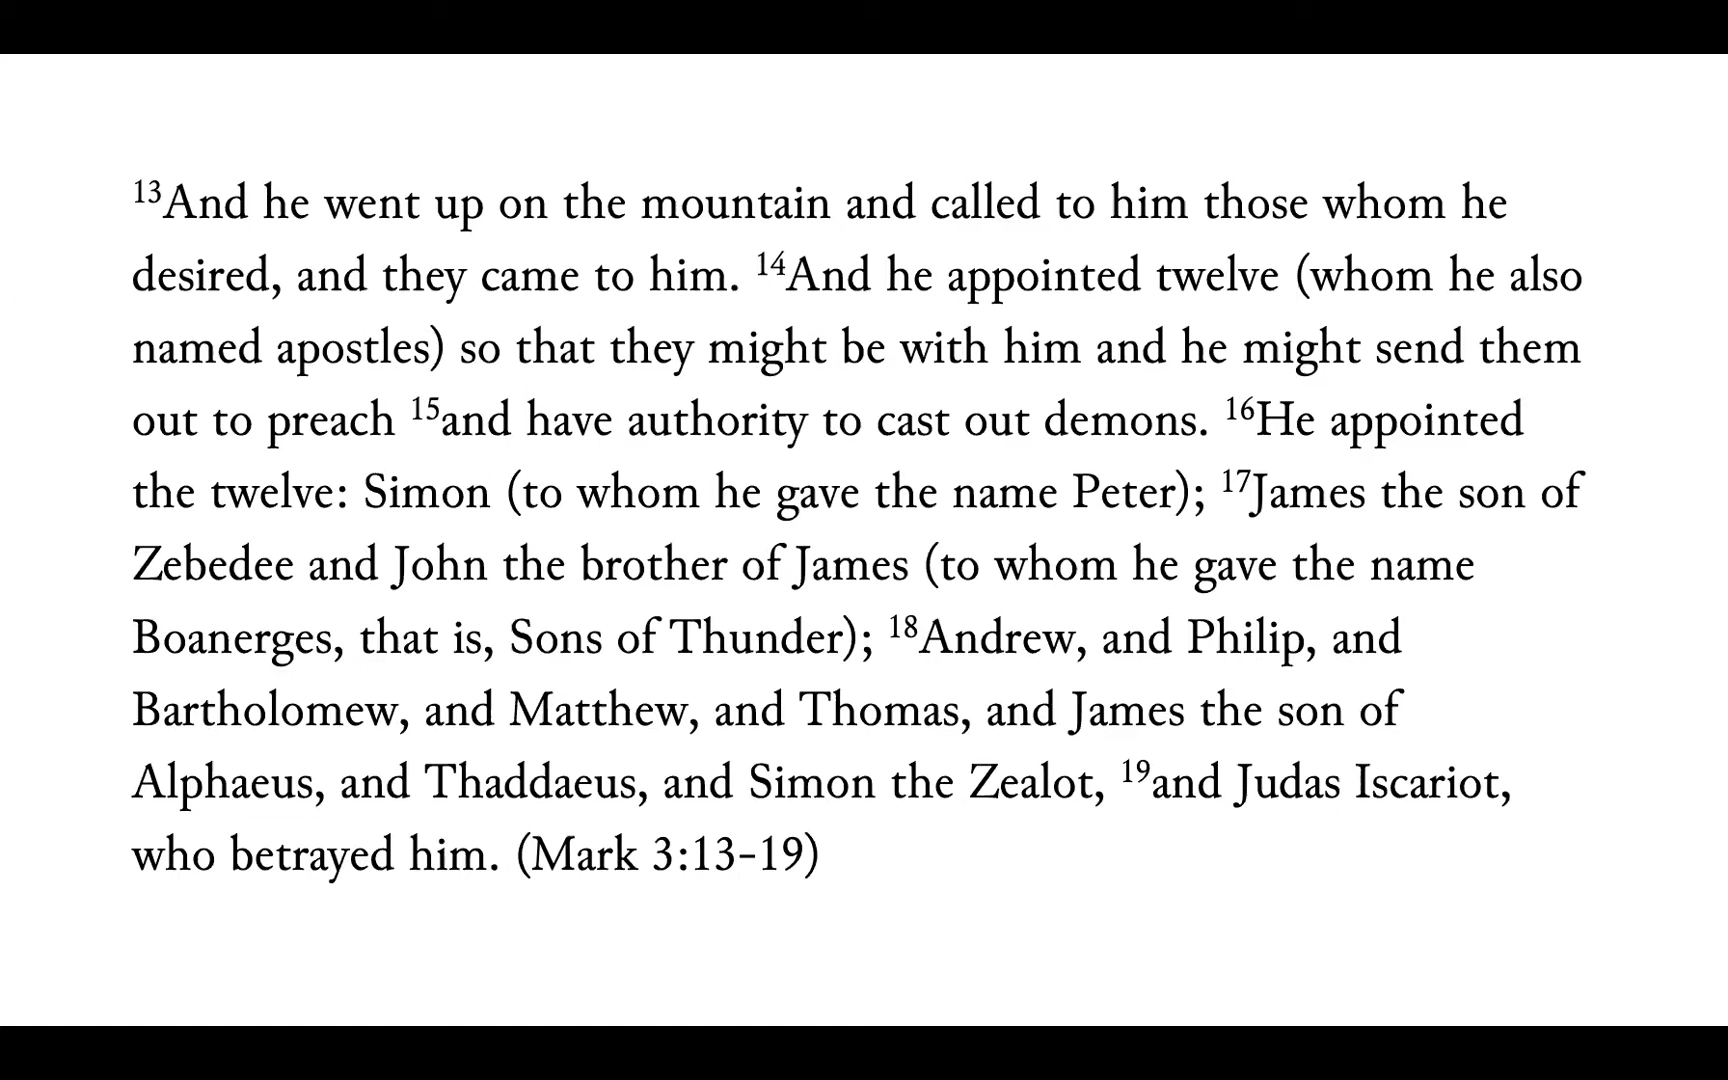 ¹³And he went up on the mountain and called to him those whom he
desired, and they came to him. ¹⁴And he appointed twelve (whom he also
named apostles) so that they might be with him and he might send them
out to preach ¹⁵and have authority to cast out demons. ¹⁶He appointed
the twelve: Simon (to whom he gave the name Peter); ¹⁷James the son of
Zebedee and John the brother of James (to whom he gave the name
Boanerges, that is, Sons of Thunder); ¹⁸Andrew, and Philip, and
Bartholomew, and Matthew, and Thomas, and James the son of
Alphaeus, and Thaddaeus, and Simon the Zealot, ¹⁹and Judas Iscariot,
who betrayed him. (Mark 3:13–19)